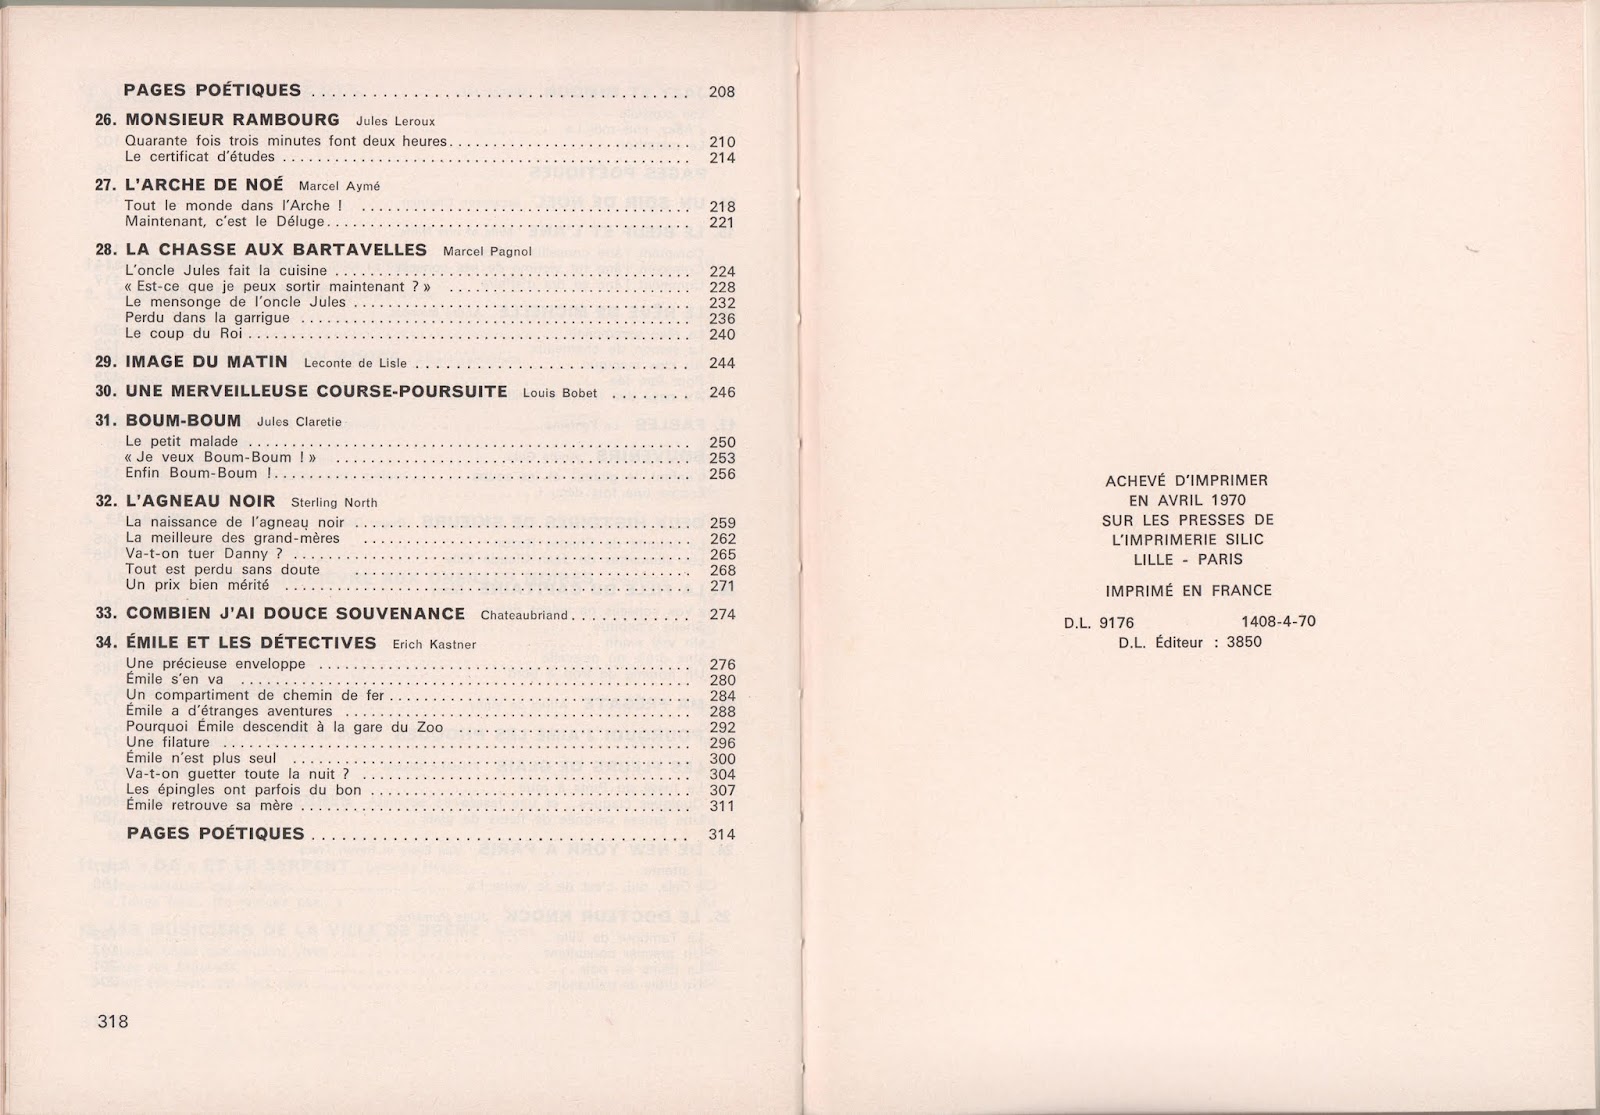 PAGES POÉTIQUES ........................................ 208
26. MONSIEUR RAMBOURG Jules Leroux
Quarante fois trois minutes font deux heures............................ 210
Le certificat d'études ............................................... 214
27. L'ARCHE DE NOÉ Marcel Aymé
Tout le monde dans l'Arche ! ...................................... 218
Maintenant, c'est le Déluge.......................................... 221
28. LA CHASSE AUX BARTAVELLES Marcel Pagnol
L'oncle Jules fait la cuisine ......................................... 224
« Est-ce que je peux sortir maintenant ? » ............................ 228
Le mensonge de l'oncle Jules ....................................... 232
Perdu dans la garrigue ............................................. 236
Le coup du Roi ................................................... 240
29. IMAGE DU MATIN Leconte de Lisle ................................ 244
30. UNE MERVEILLEUSE COURSE-POURSUITE Louis Bobet ........ 246
31. BOUM-BOUM Jules Claretie
Le petit malade ................................................... 250
« Je veux Boum-Boum ! » ......................................... 253
Enfin Boum-Boum !................................................ 256
32. L'AGNEAU NOIR Sterling North
La naissance de l'agneau noir ....................................... 259
La meilleure des grand-mères ...................................... 262
Va-t-on tuer Danny ? .............................................. 265
Tout est perdu sans doute .......................................... 268
Un prix bien mérité ............................................... 271
33. COMBIEN J'AI DOUCE SOUVENANCE Chateaubriand............. 274
34. ÉMILE ET LES DÉTECTIVES Erich Kastner
Une précieuse enveloppe ........................................... 276
Émile s'en va .................................................... 280
Un compartiment de chemin de fer ................................... 284
Émile a d'étranges aventures ........................................ 288
Pourquoi Émile descendit à la gare du Zoo ............................ 292
Une filature ...................................................... 296
Émile n'est plus seul .............................................. 300
Va-t-on guetter toute la nuit ? ...................................... 304
Les épingles ont parfois du bon ..................................... 307
Émile retrouve sa mère ............................................ 311
PAGES POÉTIQUES ........................................ 314
318
ACHEVÉ D'IMPRIMER
EN AVRIL 1970
SUR LES PRESSES DE
L'IMPRIMERIE SILIC
LILLE - PARIS
IMPRIMÉ EN FRANCE
D.L. 9176 1408-4-70
D.L. Éditeur : 3850